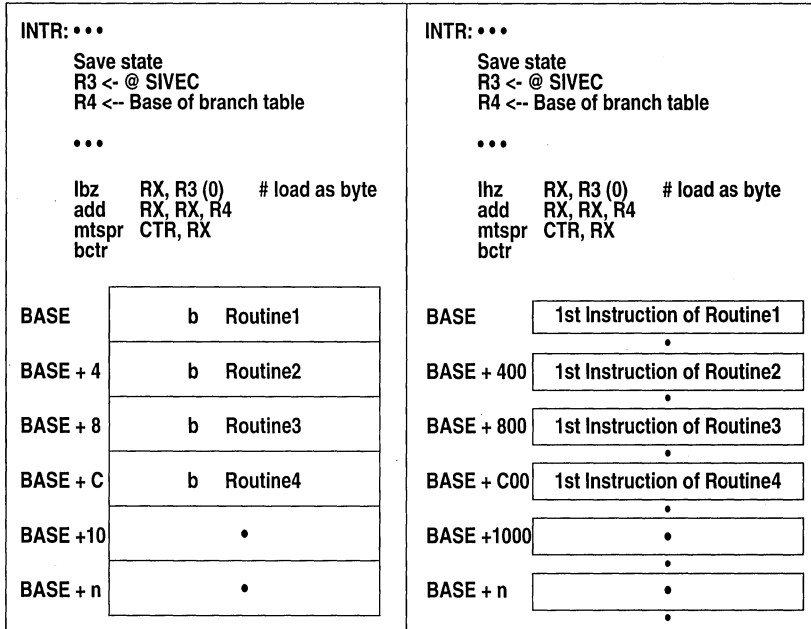 INTR: • • •
Save state
R3 <- @ SIVEC
R4 <-- Base of branch table
• • •
lbz RX, R3 (0) # load as byte
add RX, RX, R4
mtspr CTR, RX
bctr
BASE b Routine1
BASE + 4 b Routine2
BASE + 8 b Routine3
BASE + C b Routine4
BASE +10 •
BASE + n •
INTR: • • •
Save state
R3 <- @ SIVEC
R4 <-- Base of branch table
• • •
lhz RX, R3 (0) # load as byte
add RX, RX, R4
mtspr CTR, RX
bctr
BASE 1st Instruction of Routine1
•
BASE + 400 1st Instruction of Routine2
•
BASE + 800 1st Instruction of Routine3
•
BASE + C00 1st Instruction of Routine4
•
BASE +1000 •
•
BASE + n •
•